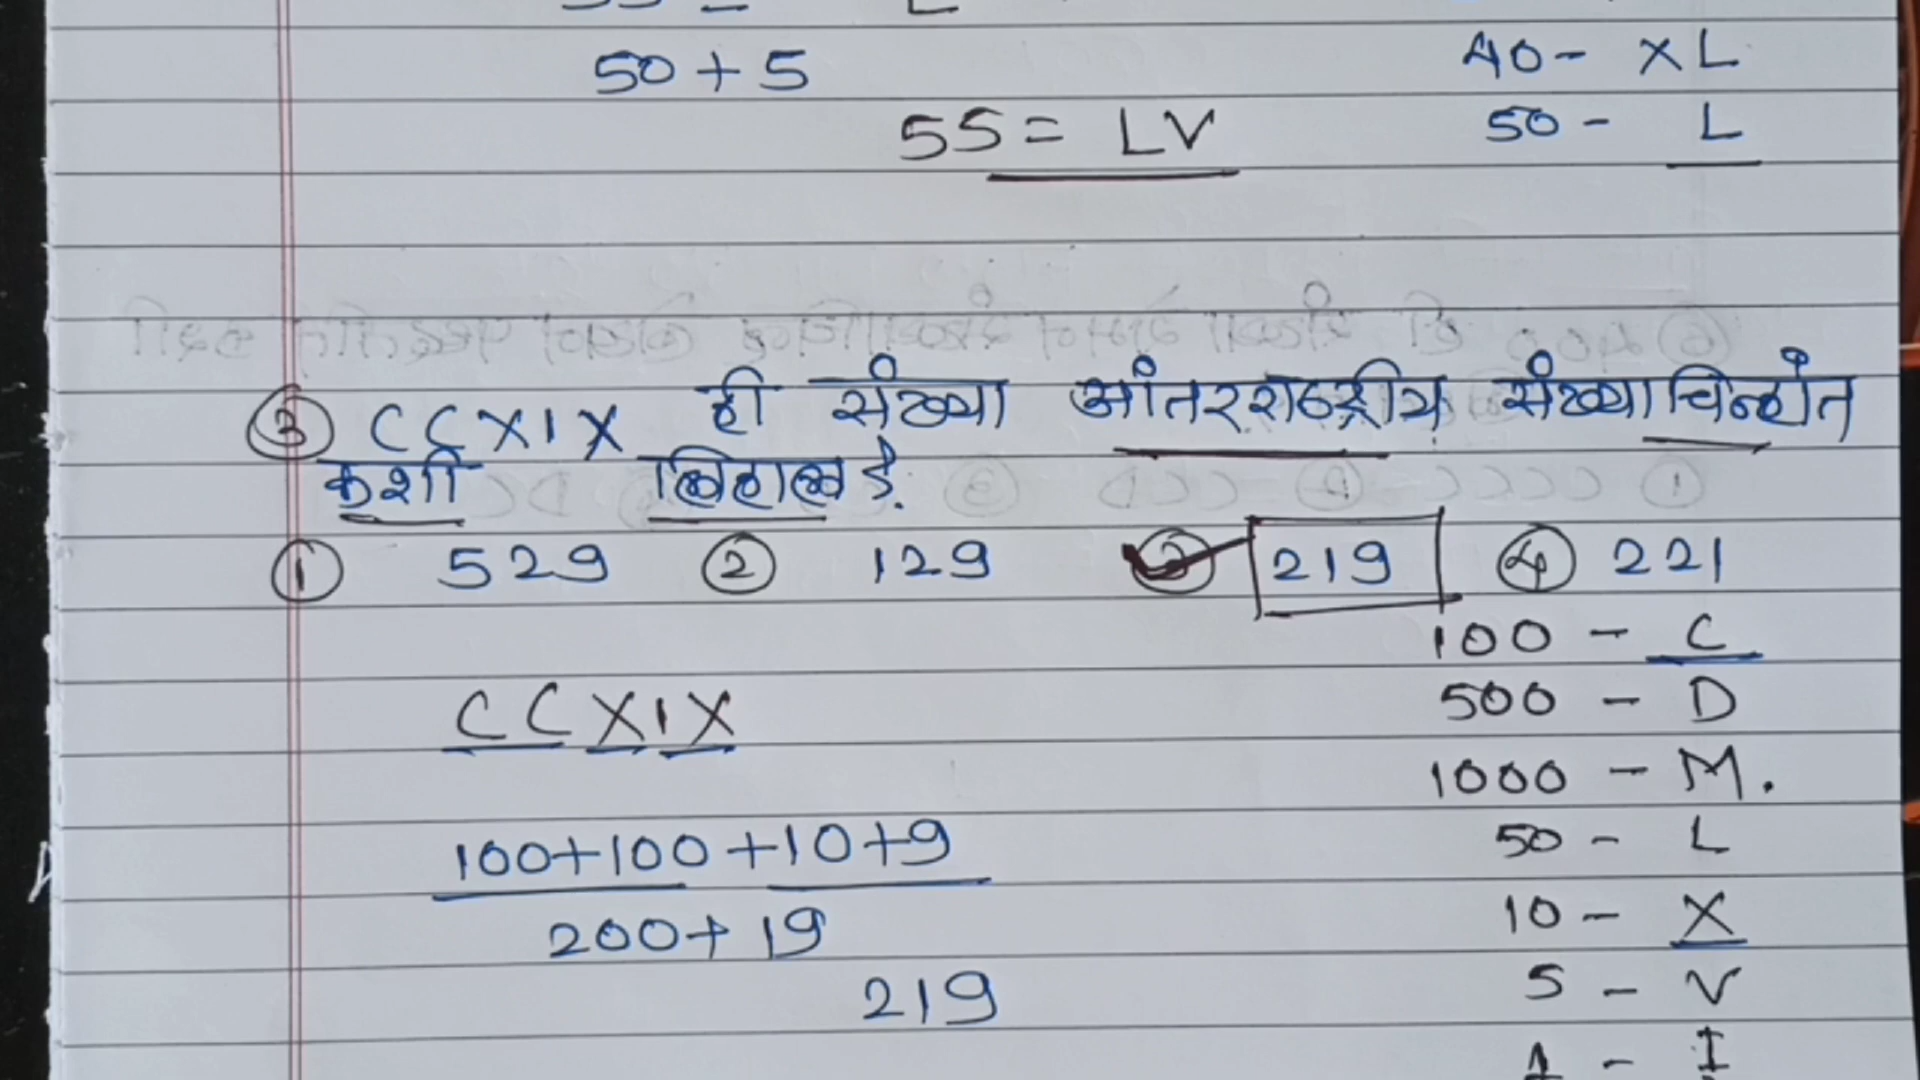 50 + 5
40 - XL
55 = LV
50 - L
③ CCXIX ही संख्या आंतरराष्ट्रीय संख्याचिन्हांत
कशी लिहाल डे.
① 529 ② 129 ③ 219 ④ 221
100 - C
CCXIX
500 - D
1000 - M.
100+100+10+9
50 - L
200+19
10 - X
219
5 - V
1 - I